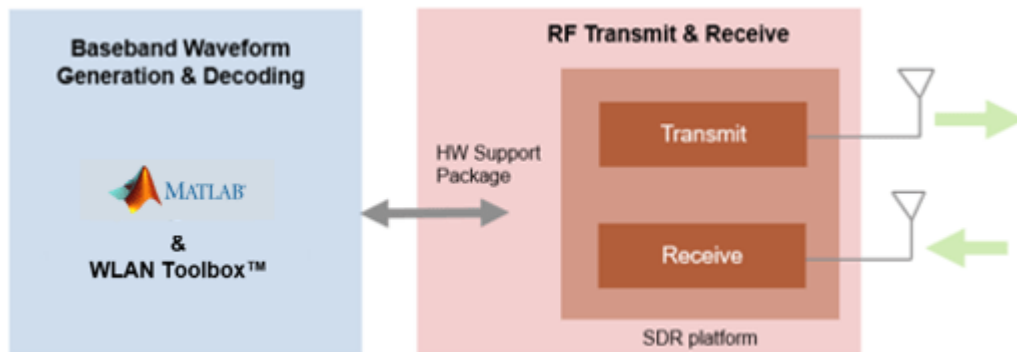 Baseband Waveform
Generation & Decoding
MATLAB®
&
WLAN Toolbox™
HW Support
Package
RF Transmit & Receive
Transmit
Receive
SDR platform